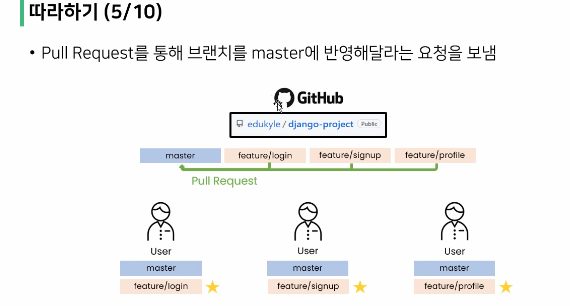 따라하기 (5/10)
• Pull Request를 통해 브랜치를 master에 반영해달라는 요청을 보냄
GitHub
edukyle / django-project Public
master feature/login feature/signup feature/profile
Pull Request
User User User
master master master
feature/login feature/signup feature/profile